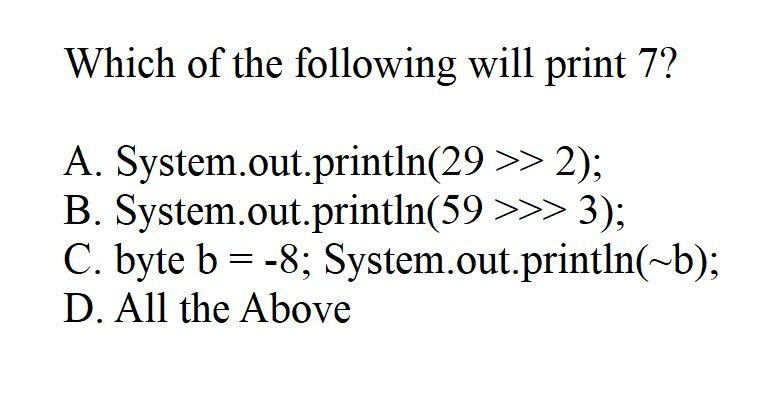 Which of the following will print 7?
A. System.out.println(29 >> 2);
B. System.out.println(59 >>> 3);
C. byte b = -8; System.out.println(~b);
D. All the Above